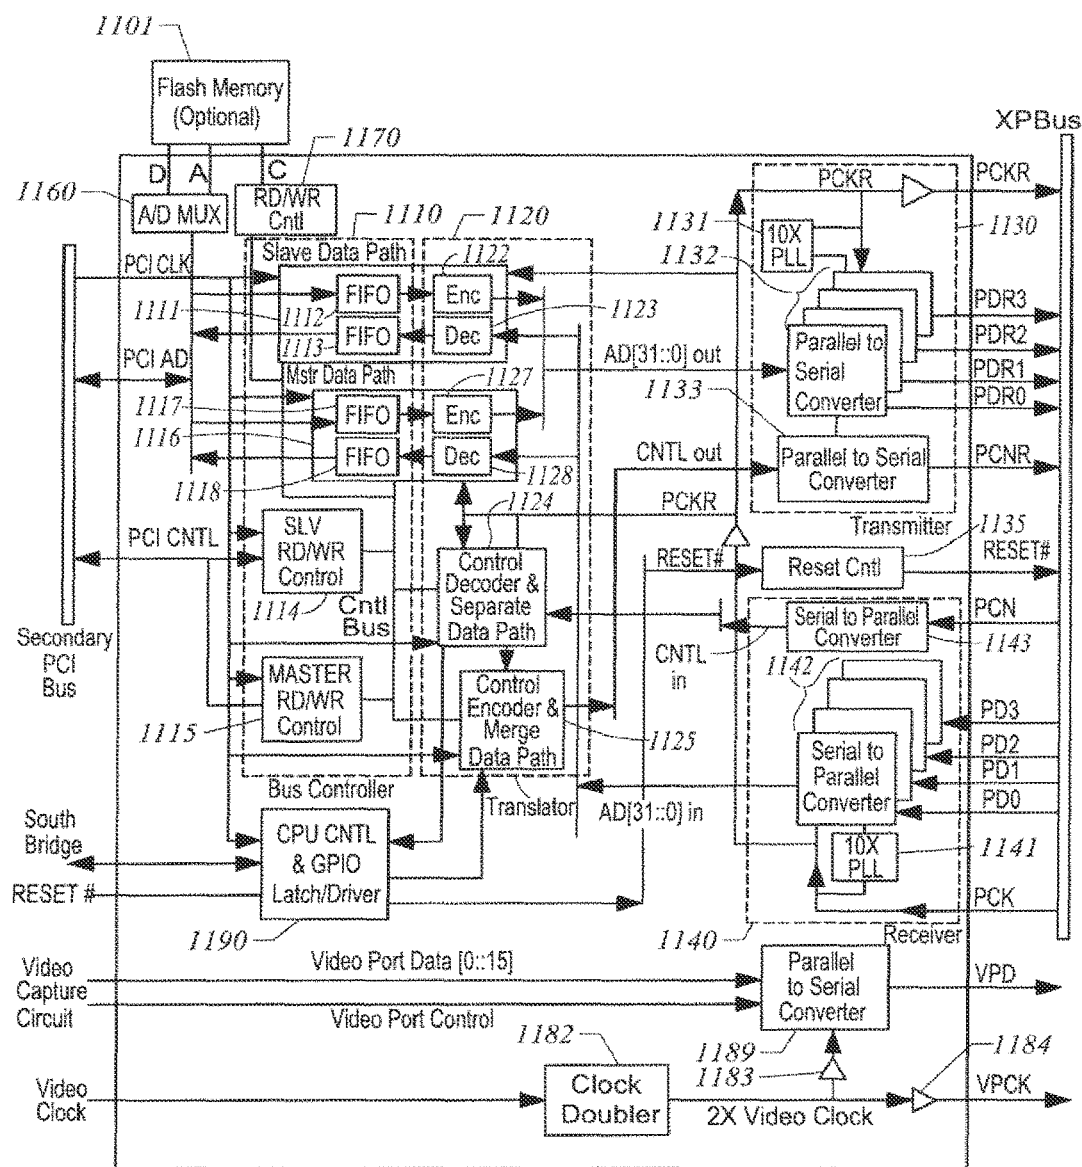 1101
Flash Memory
(Optional)
XPBus
D
A
C
1170
1160
A/D MUX
RD/WR
Cntl
1110
1120
PCKR
PCKR
1130
1131
10X
PLL
1132
PCI CLK
Slave Data Path
1122
1111
FIFO
Enc
1112
1123
FIFO
Dec
1113
PDR3
PDR2
PDR1
PDR0
Parallel to
Serial
Converter
AD[31::0] out
PCI AD
Mstr Data Path
1127
1133
1117
FIFO
Enc
1116
FIFO
Dec
1118
1128
CNTL out
Parallel to Serial
Converter
PCNR
1124
PCKR
Transmitter
1135
PCI CNTL
SLV
RD/WR
Control
1114
Cntl
Bus
Control
Decoder &
Separate
Data Path
RESET#
Reset Cntl
RESET#
Secondary
PCI
Bus
Serial to Parallel
Converter
PCN
1143
CNTL
in
1142
MASTER
RD/WR
Control
1115
Control
Encoder &
Merge
Data Path
1125
Serial to
Parallel
Converter
PD3
PD2
PD1
PD0
Bus Controller
Translator
AD[31::0] in
South
Bridge
CPU CNTL
& GPIO
Latch/Driver
10X
PLL
1141
RESET #
PCK
1190
1140
Receiver
Video
Capture
Circuit
Video Port Data [0::15]
Video Port Control
Parallel
to Serial
Converter
VPD
1182
1189
1183
1184
Video
Clock
Clock
Doubler
2X Video Clock
VPCK